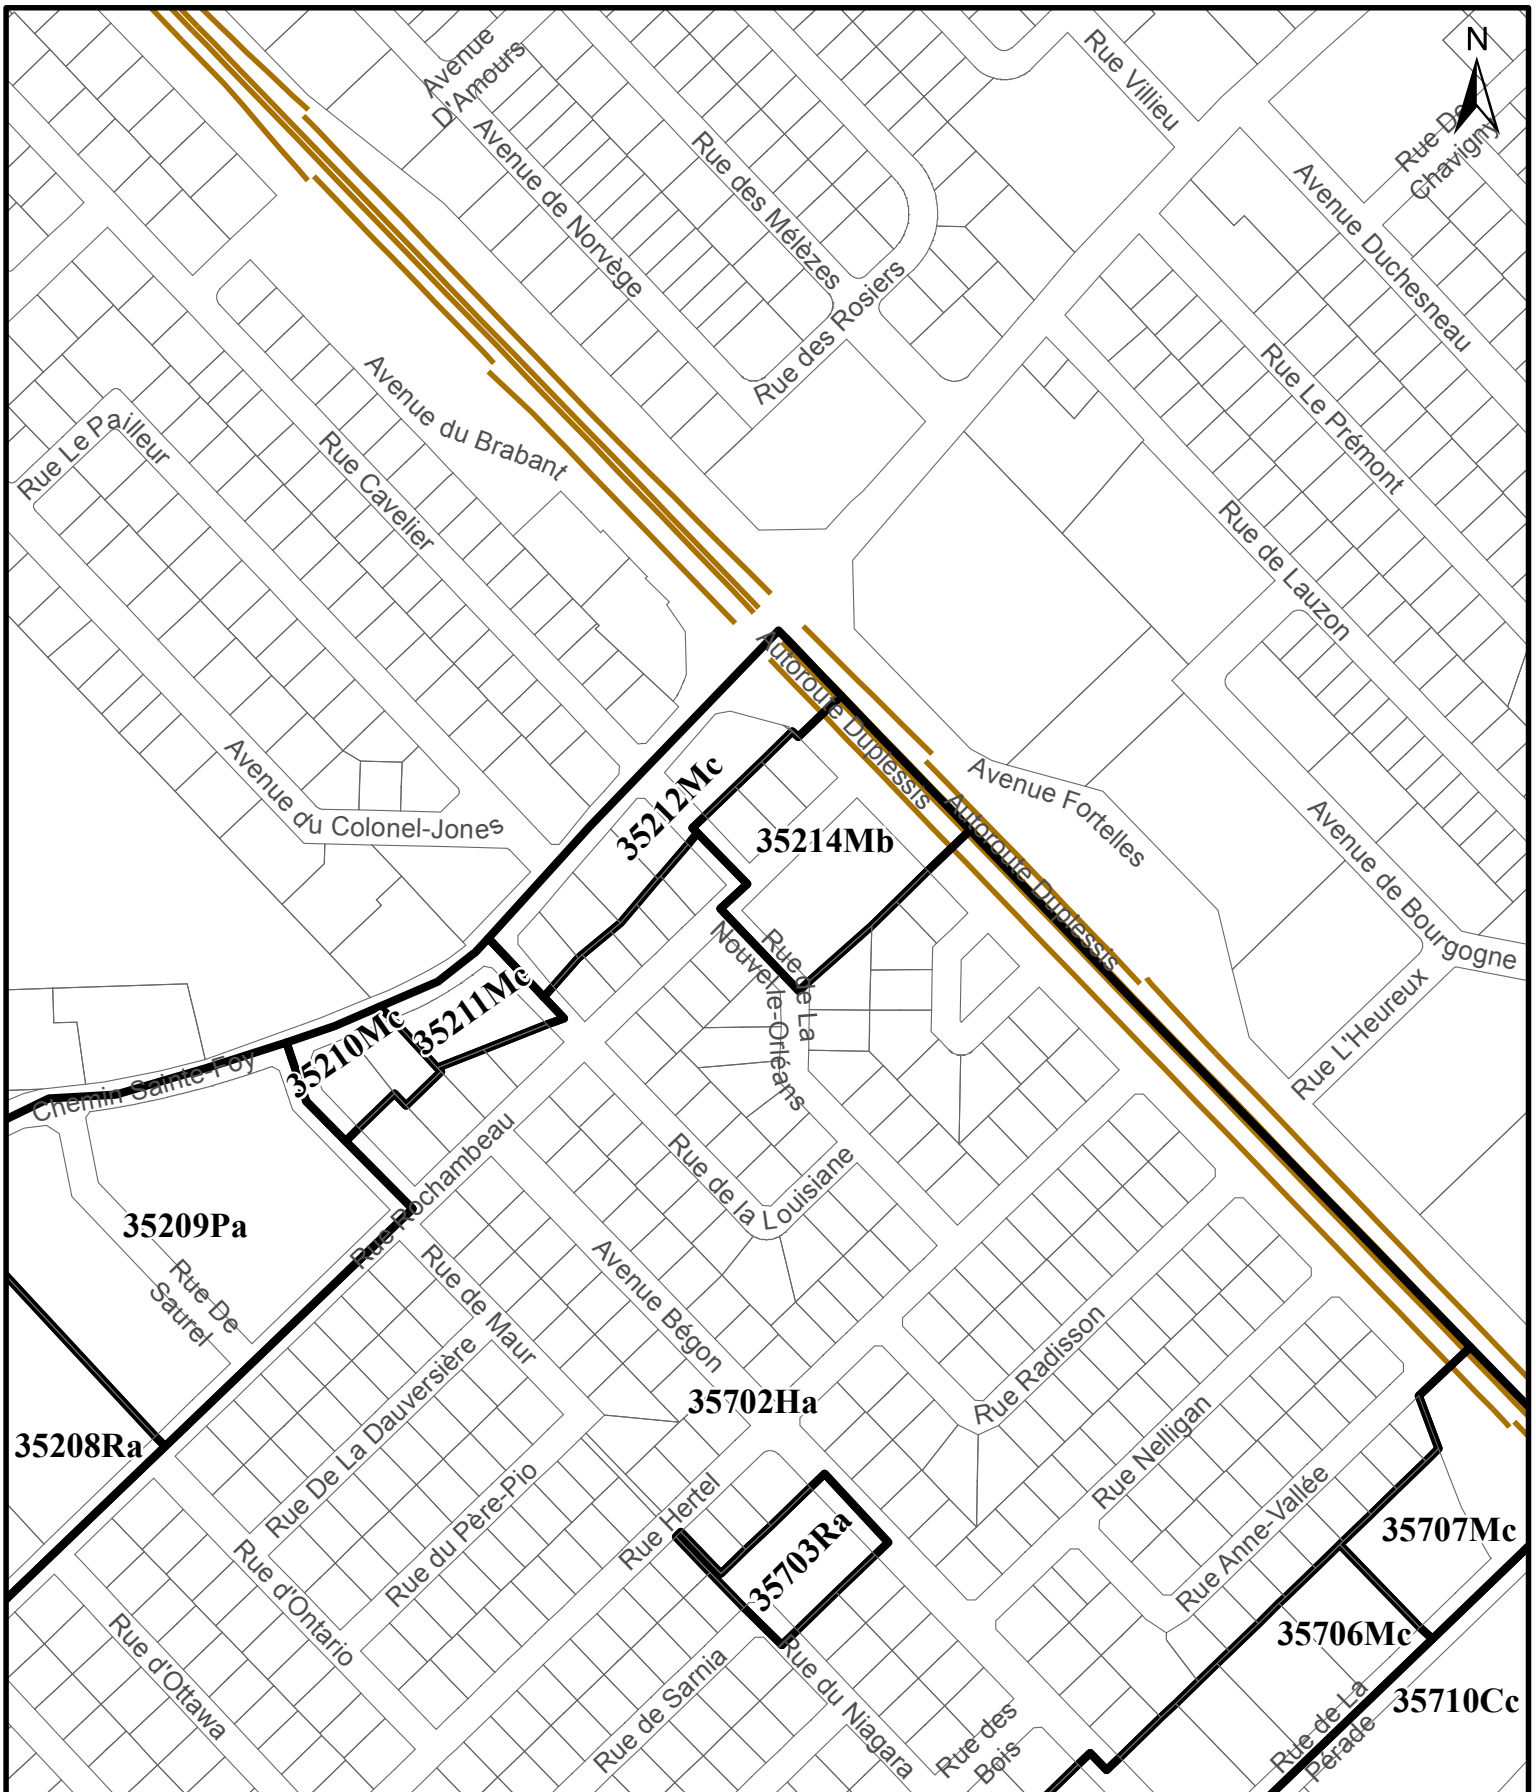 N
Avenue
D'Amours
Rue Villieu
Rue De
Chavigny
Avenue de Norvège
Rue des Mélèzes
Avenue Duchesneau
Rue des Rosiers
Rue Le Prémont
Avenue du Brabant
Rue Le Pailleur
Rue Cavelier
Rue de Lauzon
Autoroute Duplessis
Avenue du Colonel-Jones
35212Mc
35214Mb
Avenue Fortelles
Autoroute Duplessis
Avenue de Bourgogne
Rue de La
Nouvelle-Orléans
35211Mc
35210Mc
Chemin Sainte-Foy
Rue L'Heureux
Rue Rochambeau
Rue de la Louisiane
35209Pa
Rue De
Saurel
Rue de Maur
Avenue Bégon
Rue Radisson
35702Ha
Rue De La Dauversière
35208Ra
Rue Nelligan
Rue du Père-Pio
Rue Hertel
35703Ra
Rue Anne-Vallée
35707Mc
Rue d'Ontario
Rue d'Ottawa
35706Mc
Rue de Sarnia
Rue du Niagara
Rue des
Bois
Rue de La
Pérade
35710Cc